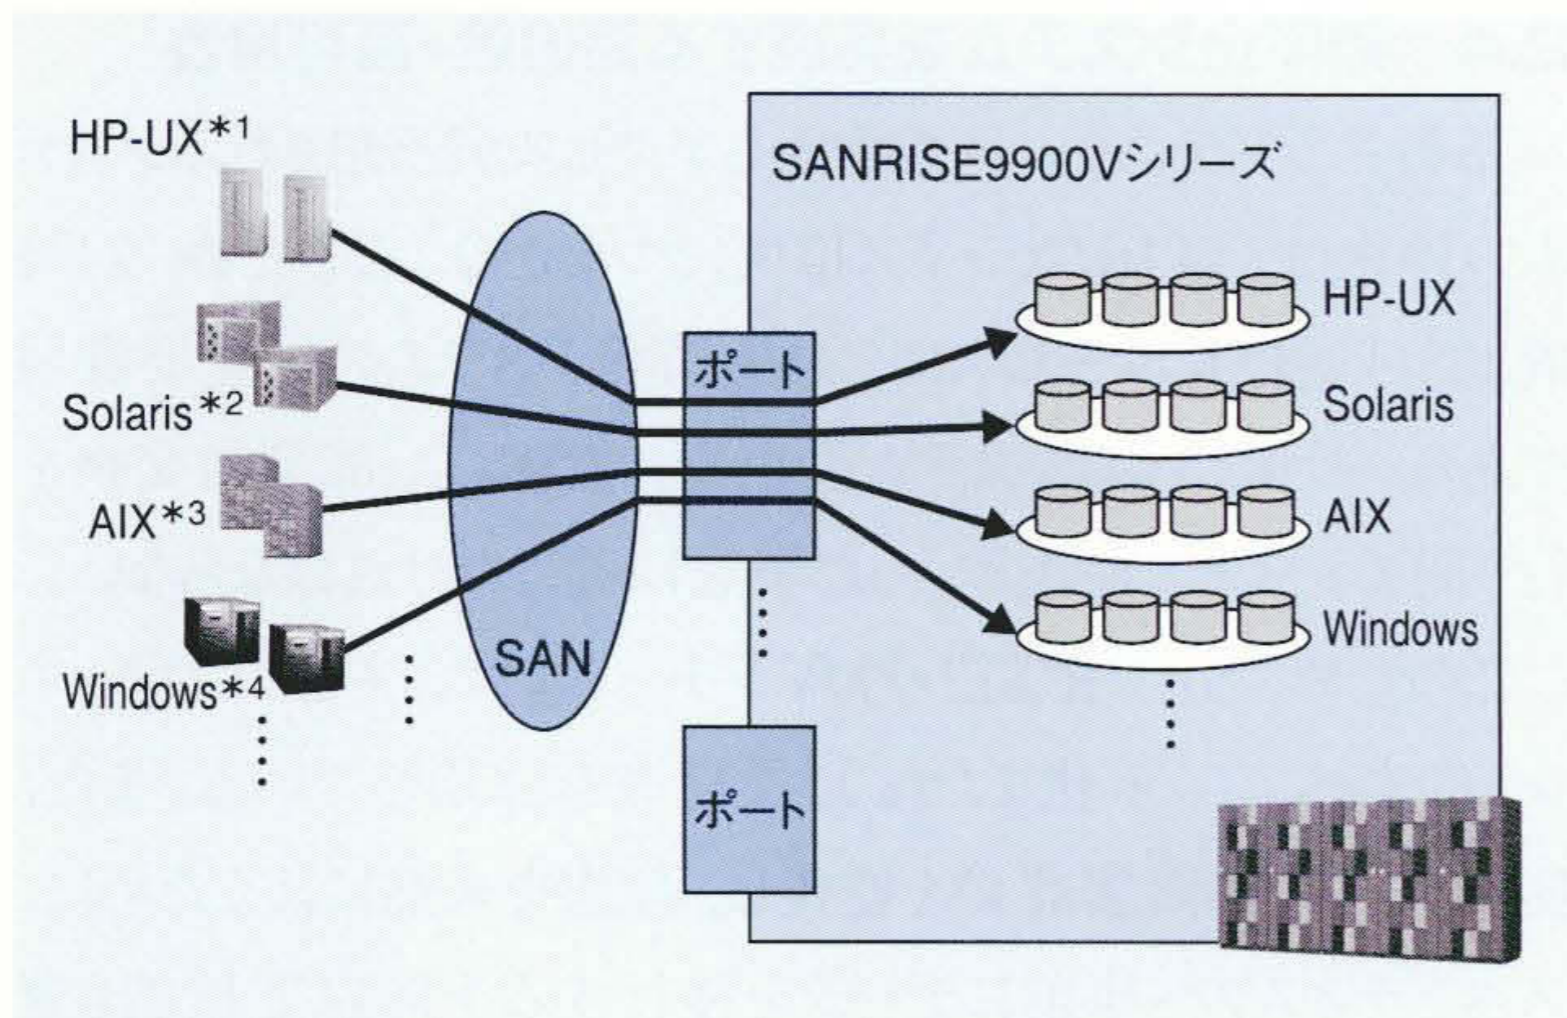 HP-UX*1
Solaris*2
AIX*3
Windows*4
SAN
ポート
ポート
SANRISE9900Vシリーズ
HP-UX
Solaris
AIX
Windows